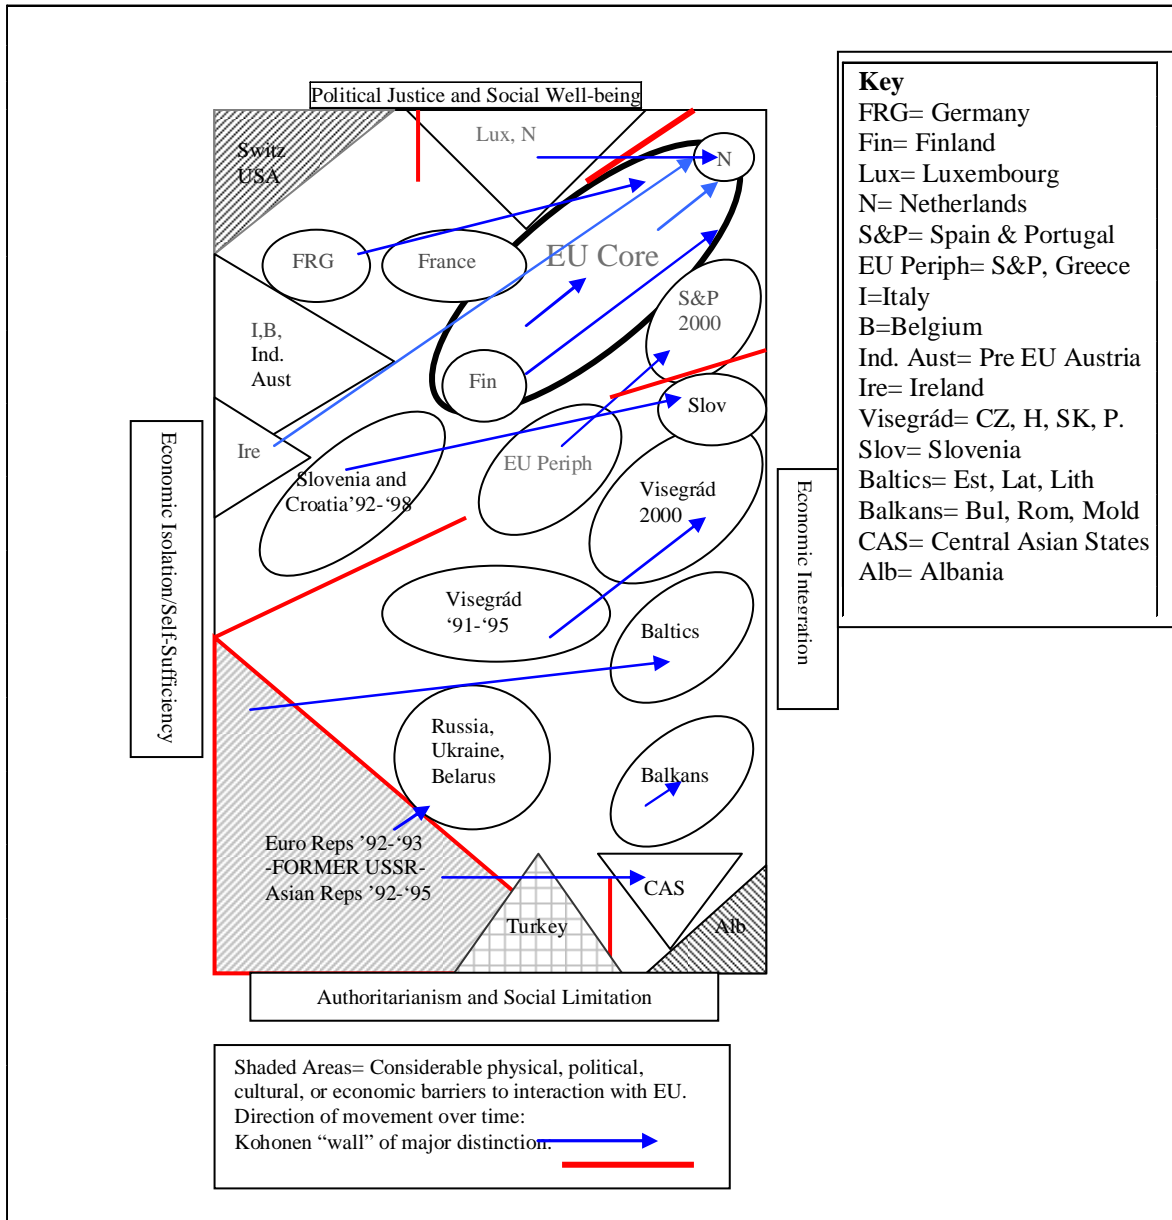 Political Justice and Social Well-being
Switz
USA
Lux, N
N
FRG
France
EU Core
S&P
2000
I,B,
Ind.
Aust
Fin
Slov
Ire
Slovenia and
Croatia’92-‘98
EU Periph
Visegrád
2000
Visegrád
‘91-‘95
Baltics
Russia,
Ukraine,
Belarus
Balkans
Euro Reps ’92-‘93
-FORMER USSR-
Asian Reps ’92-‘95
CAS
Turkey
Alb
Economic Isolation/Self-Sufficiency
Economic Integration
Authoritarianism and Social Limitation
Key
FRG= Germany
Fin= Finland
Lux= Luxembourg
N= Netherlands
S&P= Spain & Portugal
EU Periph= S&P, Greece
I=Italy
B=Belgium
Ind. Aust= Pre EU Austria
Ire= Ireland
Visegrád= CZ, H, SK, P.
Slov= Slovenia
Baltics= Est, Lat, Lith
Balkans= Bul, Rom, Mold
CAS= Central Asian States
Alb= Albania
Shaded Areas= Considerable physical, political,
cultural, or economic barriers to interaction with EU.
Direction of movement over time:
Kohonen “wall” of major distinction: